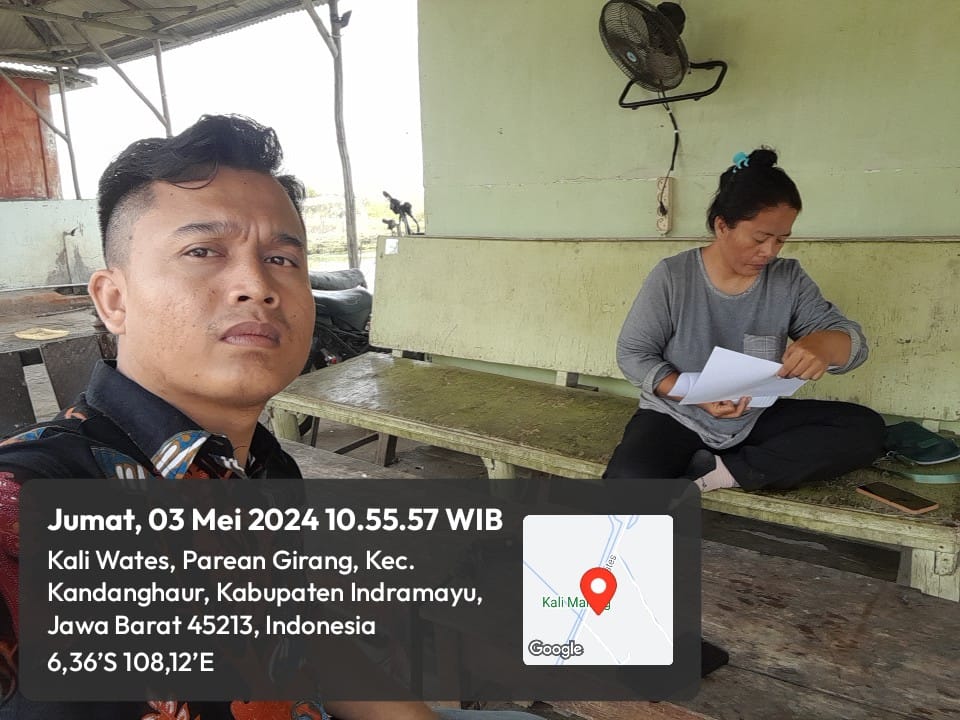 Jumat, 03 Mei 2024 10.55.57 WIB
Kali Wates, Parean Girang, Kec.
Kandanghaur, Kabupaten Indramayu,
Jawa Barat 45213, Indonesia
6,36'S 108,12'E
Google